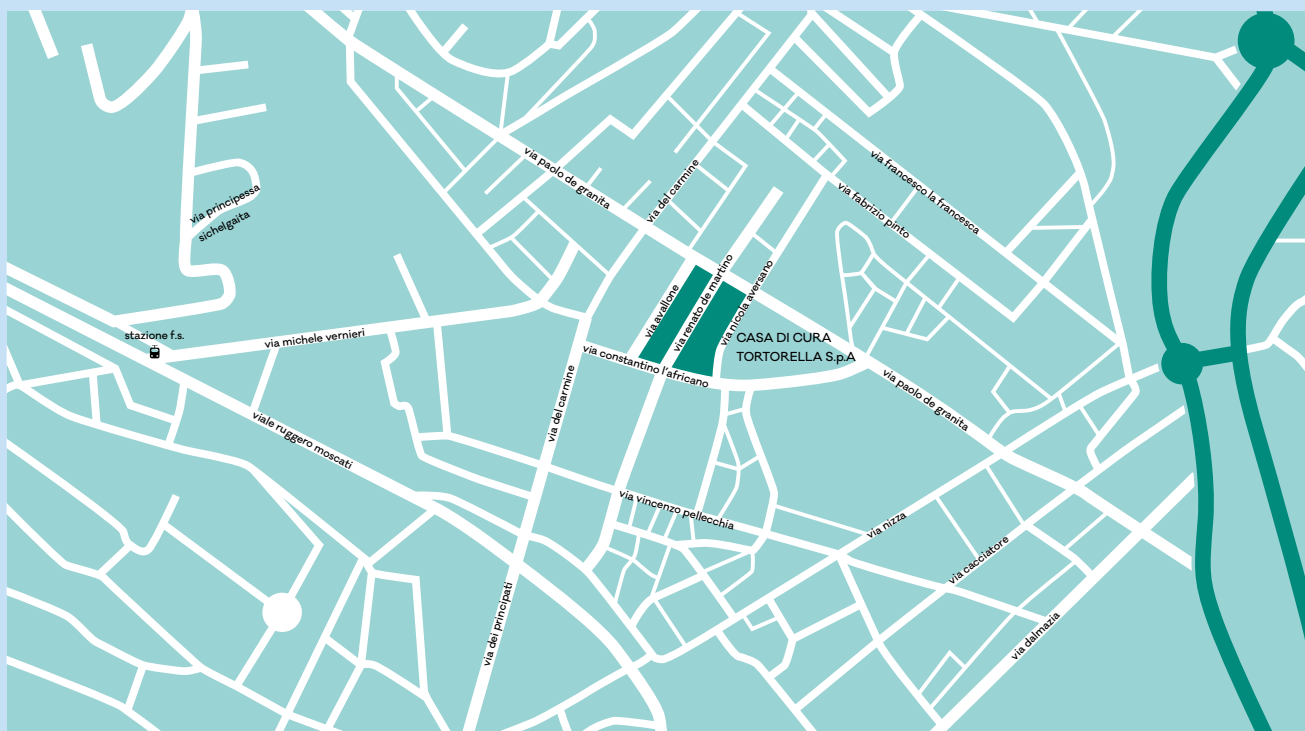 via paolo de granita
via del carmine
via francesco la francesca
via fabrizio pinto
via principessa
sichelgaita
via avallone
via renato de martino
via nicola aversano
stazione f.s.
via michele vernieri
CASA DI CURA
TORTORELLA S.p.A
via constantino l'africano
via del carmine
via paolo de granita
viale ruggero moscati
via vincenzo pellecchia
via nizza
via cacciatore
via dei principati
via dalmazia